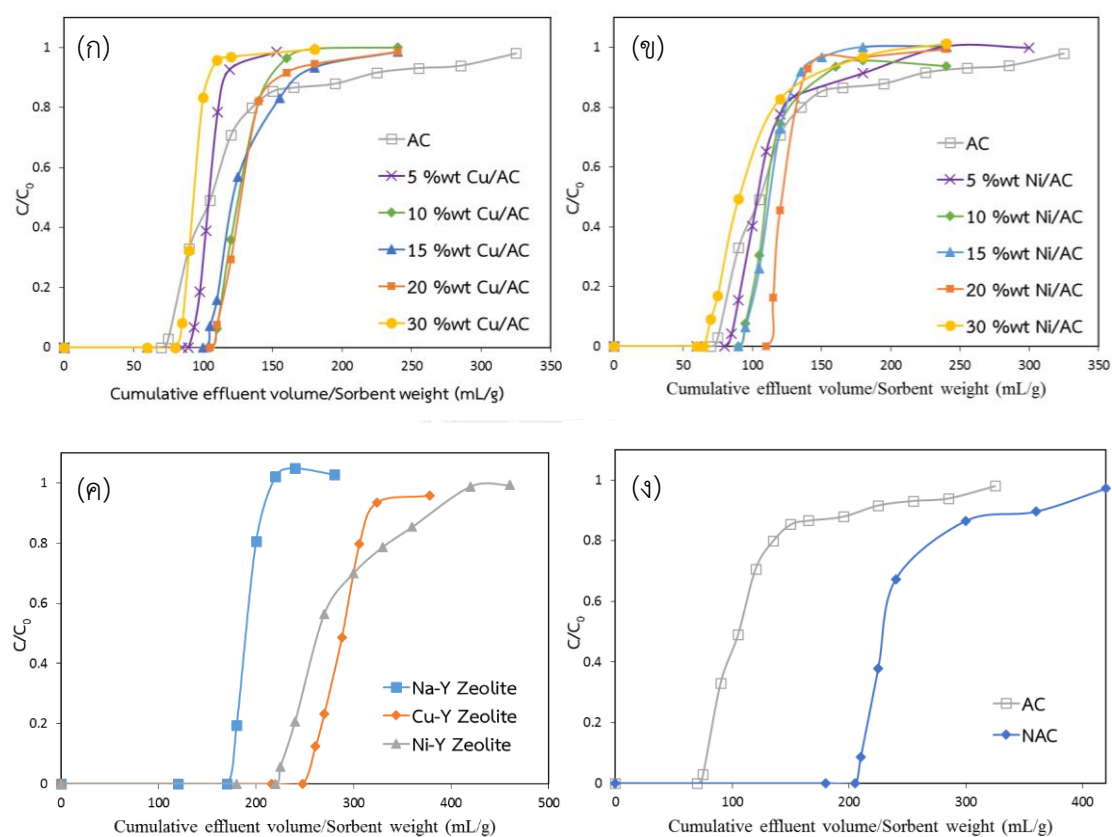 (ก)
1
0.8
0.6
0.4
0.2
0
C/C0
AC
5 %wt Cu/AC
10 %wt Cu/AC
15 %wt Cu/AC
20 %wt Cu/AC
30 %wt Cu/AC
0 50 100 150 200 250 300 350
Cumulative effluent volume/Sorbent weight (mL/g)
(ข)
1
0.8
0.6
0.4
0.2
0
C/C0
AC
5 %wt Ni/AC
10 %wt Ni/AC
15 %wt Ni/AC
20 %wt Ni/AC
30 %wt Ni/AC
0 50 100 150 200 250 300 350
Cumulative effluent volume/Sorbent weight (mL/g)
(ค)
1
0.8
0.6
0.4
0.2
0
C/C0
Na-Y Zeolite
Cu-Y Zeolite
Ni-Y Zeolite
0 100 200 300 400 500
Cumulative effluent volume/Sorbent weight (mL/g)
(ง)
1
0.8
0.6
0.4
0.2
0
C/C0
AC
NAC
0 100 200 300 400
Cumulative effluent volume/Sorbent weight (mL/g)